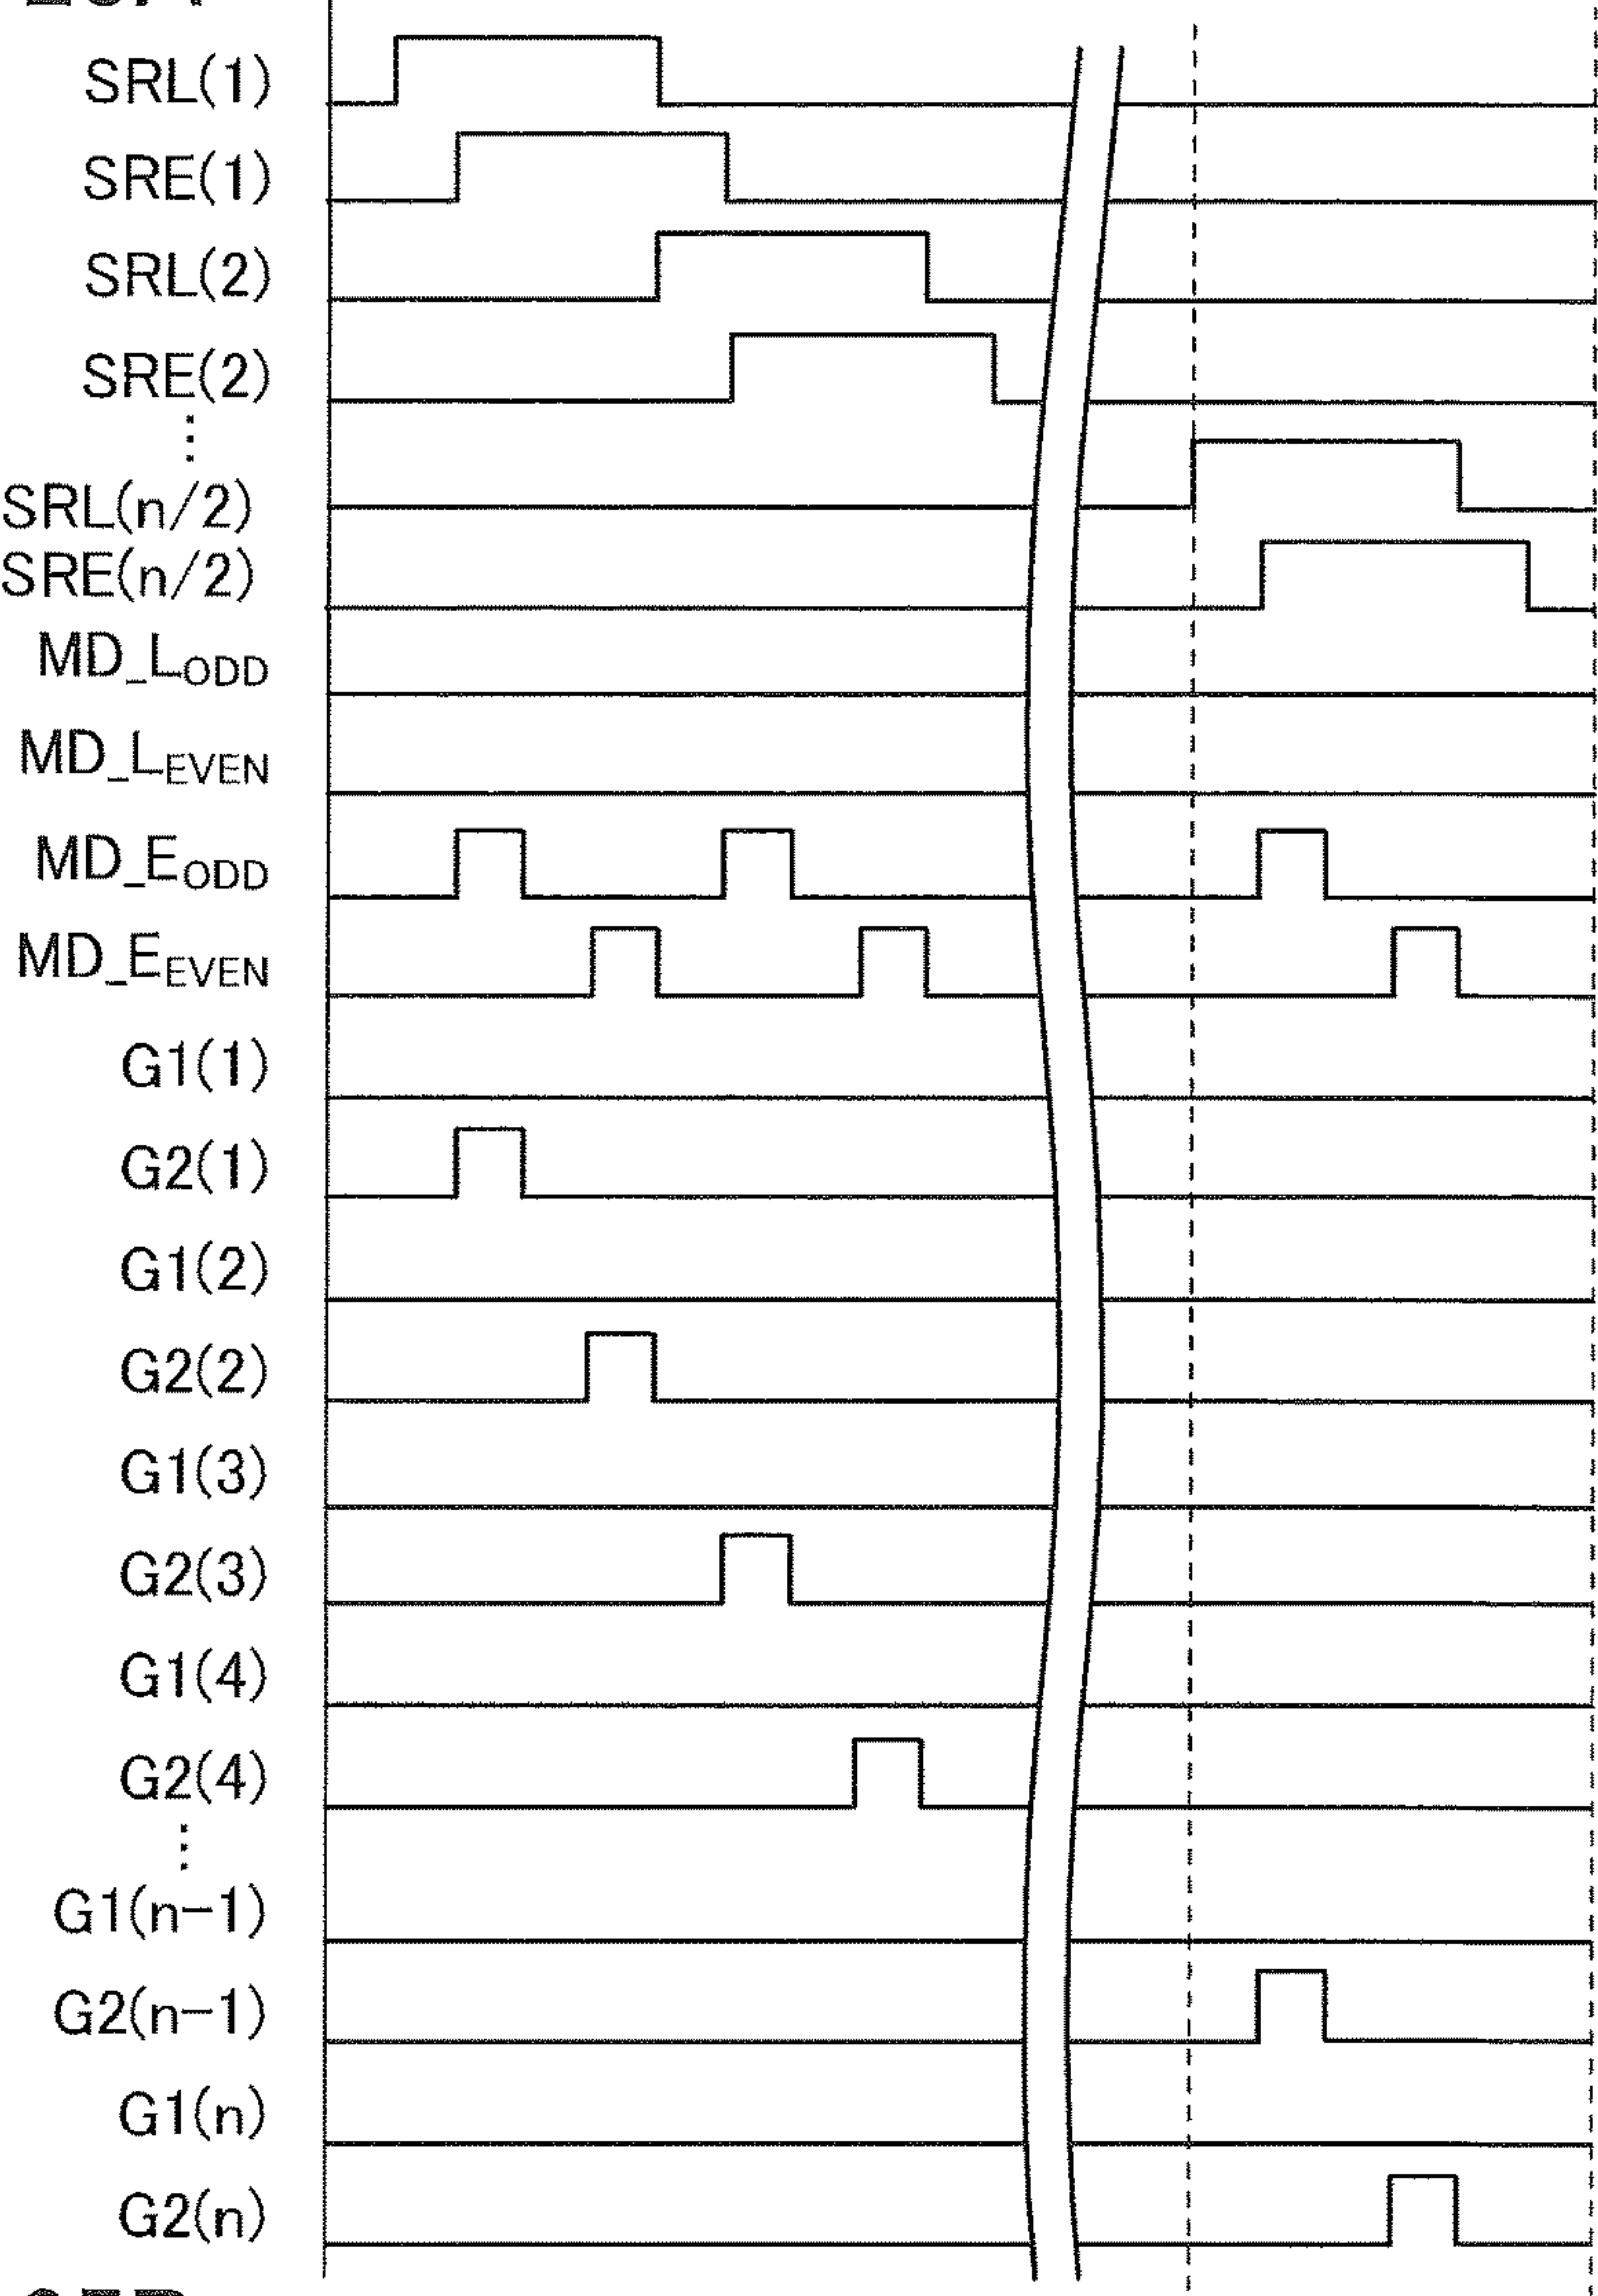 SRL(1)
SRE(1)
SRL(2)
SRE(2)
⋮
SRL(n/2)
SRE(n/2)
MD_LODD
MD_LEVEN
MD_EODD
MD_EEVEN
G1(1)
G2(1)
G1(2)
G2(2)
G1(3)
G2(3)
G1(4)
G2(4)
⋮
G1(n-1)
G2(n-1)
G1(n)
G2(n)